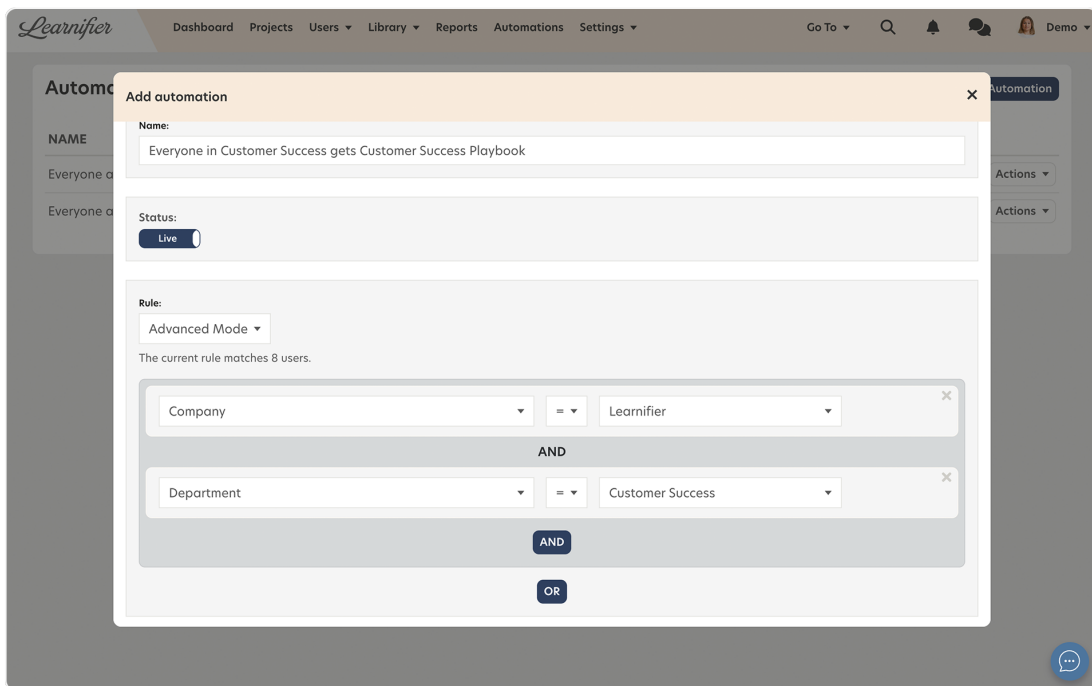 Learnifier Dashboard Projects Users Library Reports Automations Settings Go To Demo
Automa Add automation Automation
Name:
NAME
Everyone in Customer Success gets Customer Success Playbook
Everyone a Actions
Everyone a Actions
Status:
Live
Rule:
Advanced Mode
The current rule matches 8 users.
Company = Learnifier
AND
Department = Customer Success
AND
OR